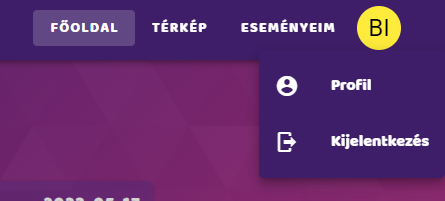 FŐOLDAL TÉRKÉP ESEMÉNYEIM BI
Profil
Kijelentkezés